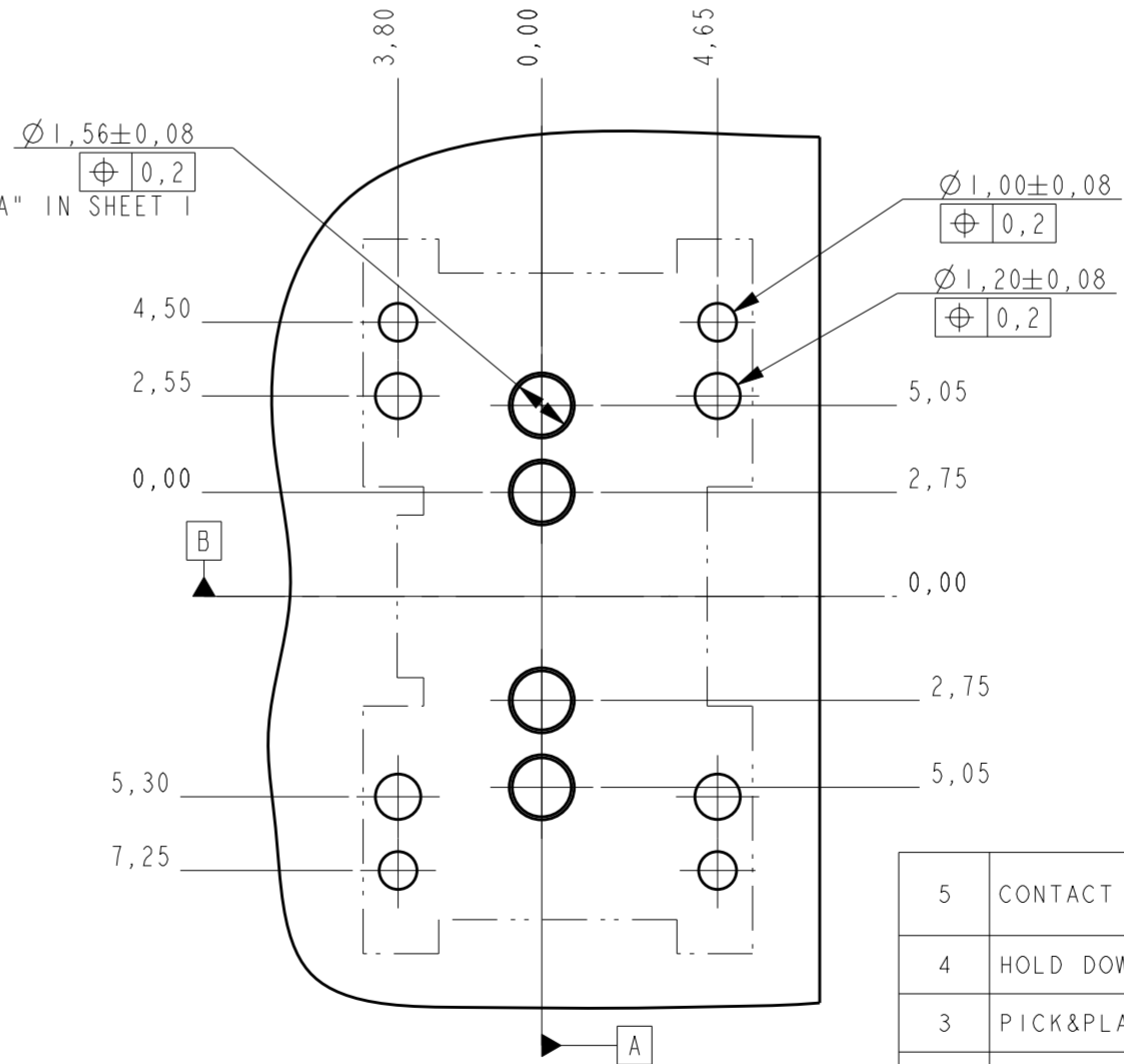 3,80
0,00
4,65
Ø1,56±0,08
⌖ 0,2
A" IN SHEET 1
Ø1,00±0,08
⌖ 0,2
Ø1,20±0,08
⌖ 0,2
4,50
2,55
5,05
0,00
2,75
B
0,00
2,75
5,30
5,05
7,25
5 CONTACT
4 HOLD DOW
3 PICK&PLA
A